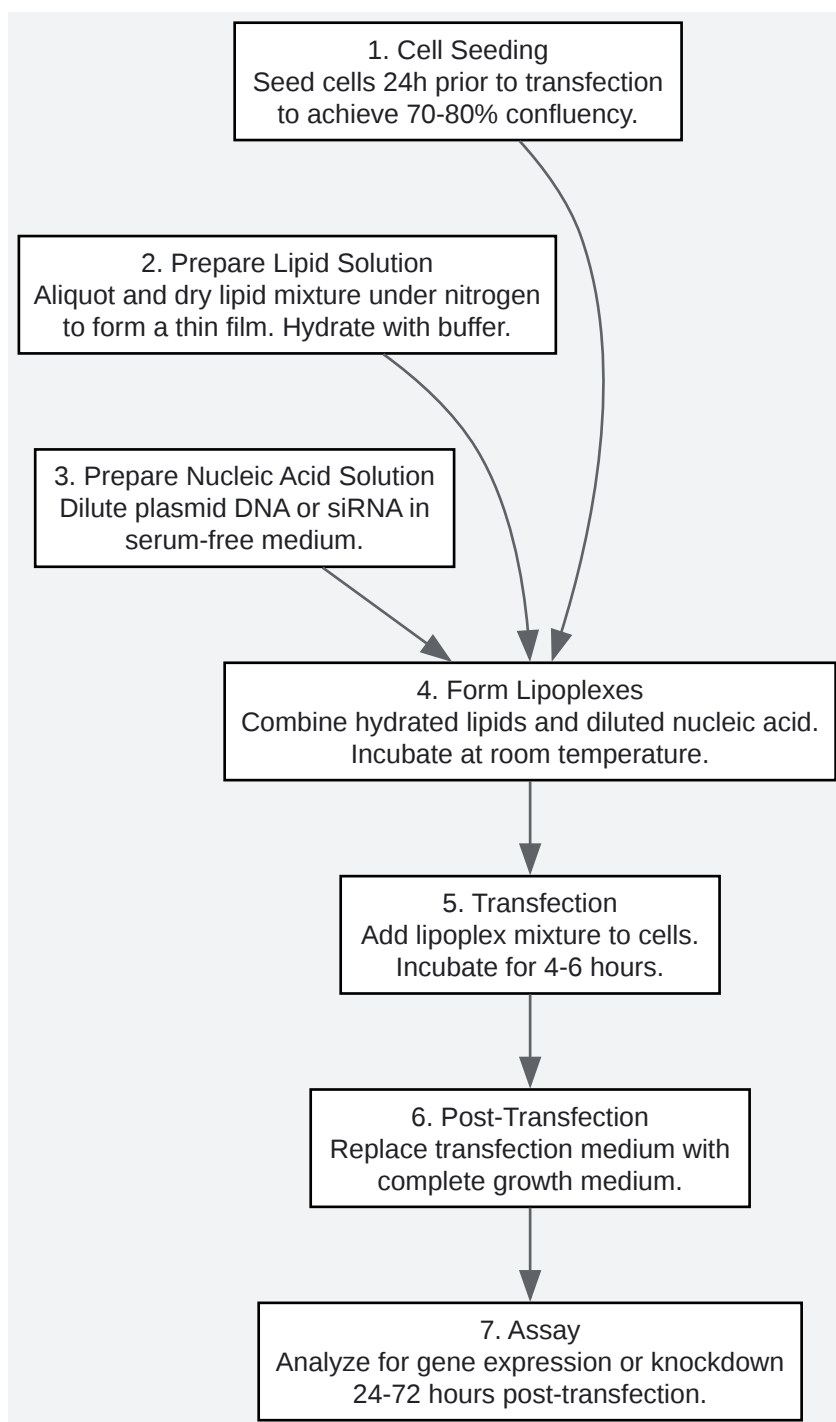 1. Cell Seeding
Seed cells 24h prior to transfection
to achieve 70-80% confluency.
2. Prepare Lipid Solution
Aliquot and dry lipid mixture under nitrogen
to form a thin film. Hydrate with buffer.
3. Prepare Nucleic Acid Solution
Dilute plasmid DNA or siRNA in
serum-free medium.
4. Form Lipoplexes
Combine hydrated lipids and diluted nucleic acid.
Incubate at room temperature.
5. Transfection
Add lipoplex mixture to cells.
Incubate for 4-6 hours.
6. Post-Transfection
Replace transfection medium with
complete growth medium.
7. Assay
Analyze for gene expression or knockdown
24-72 hours post-transfection.